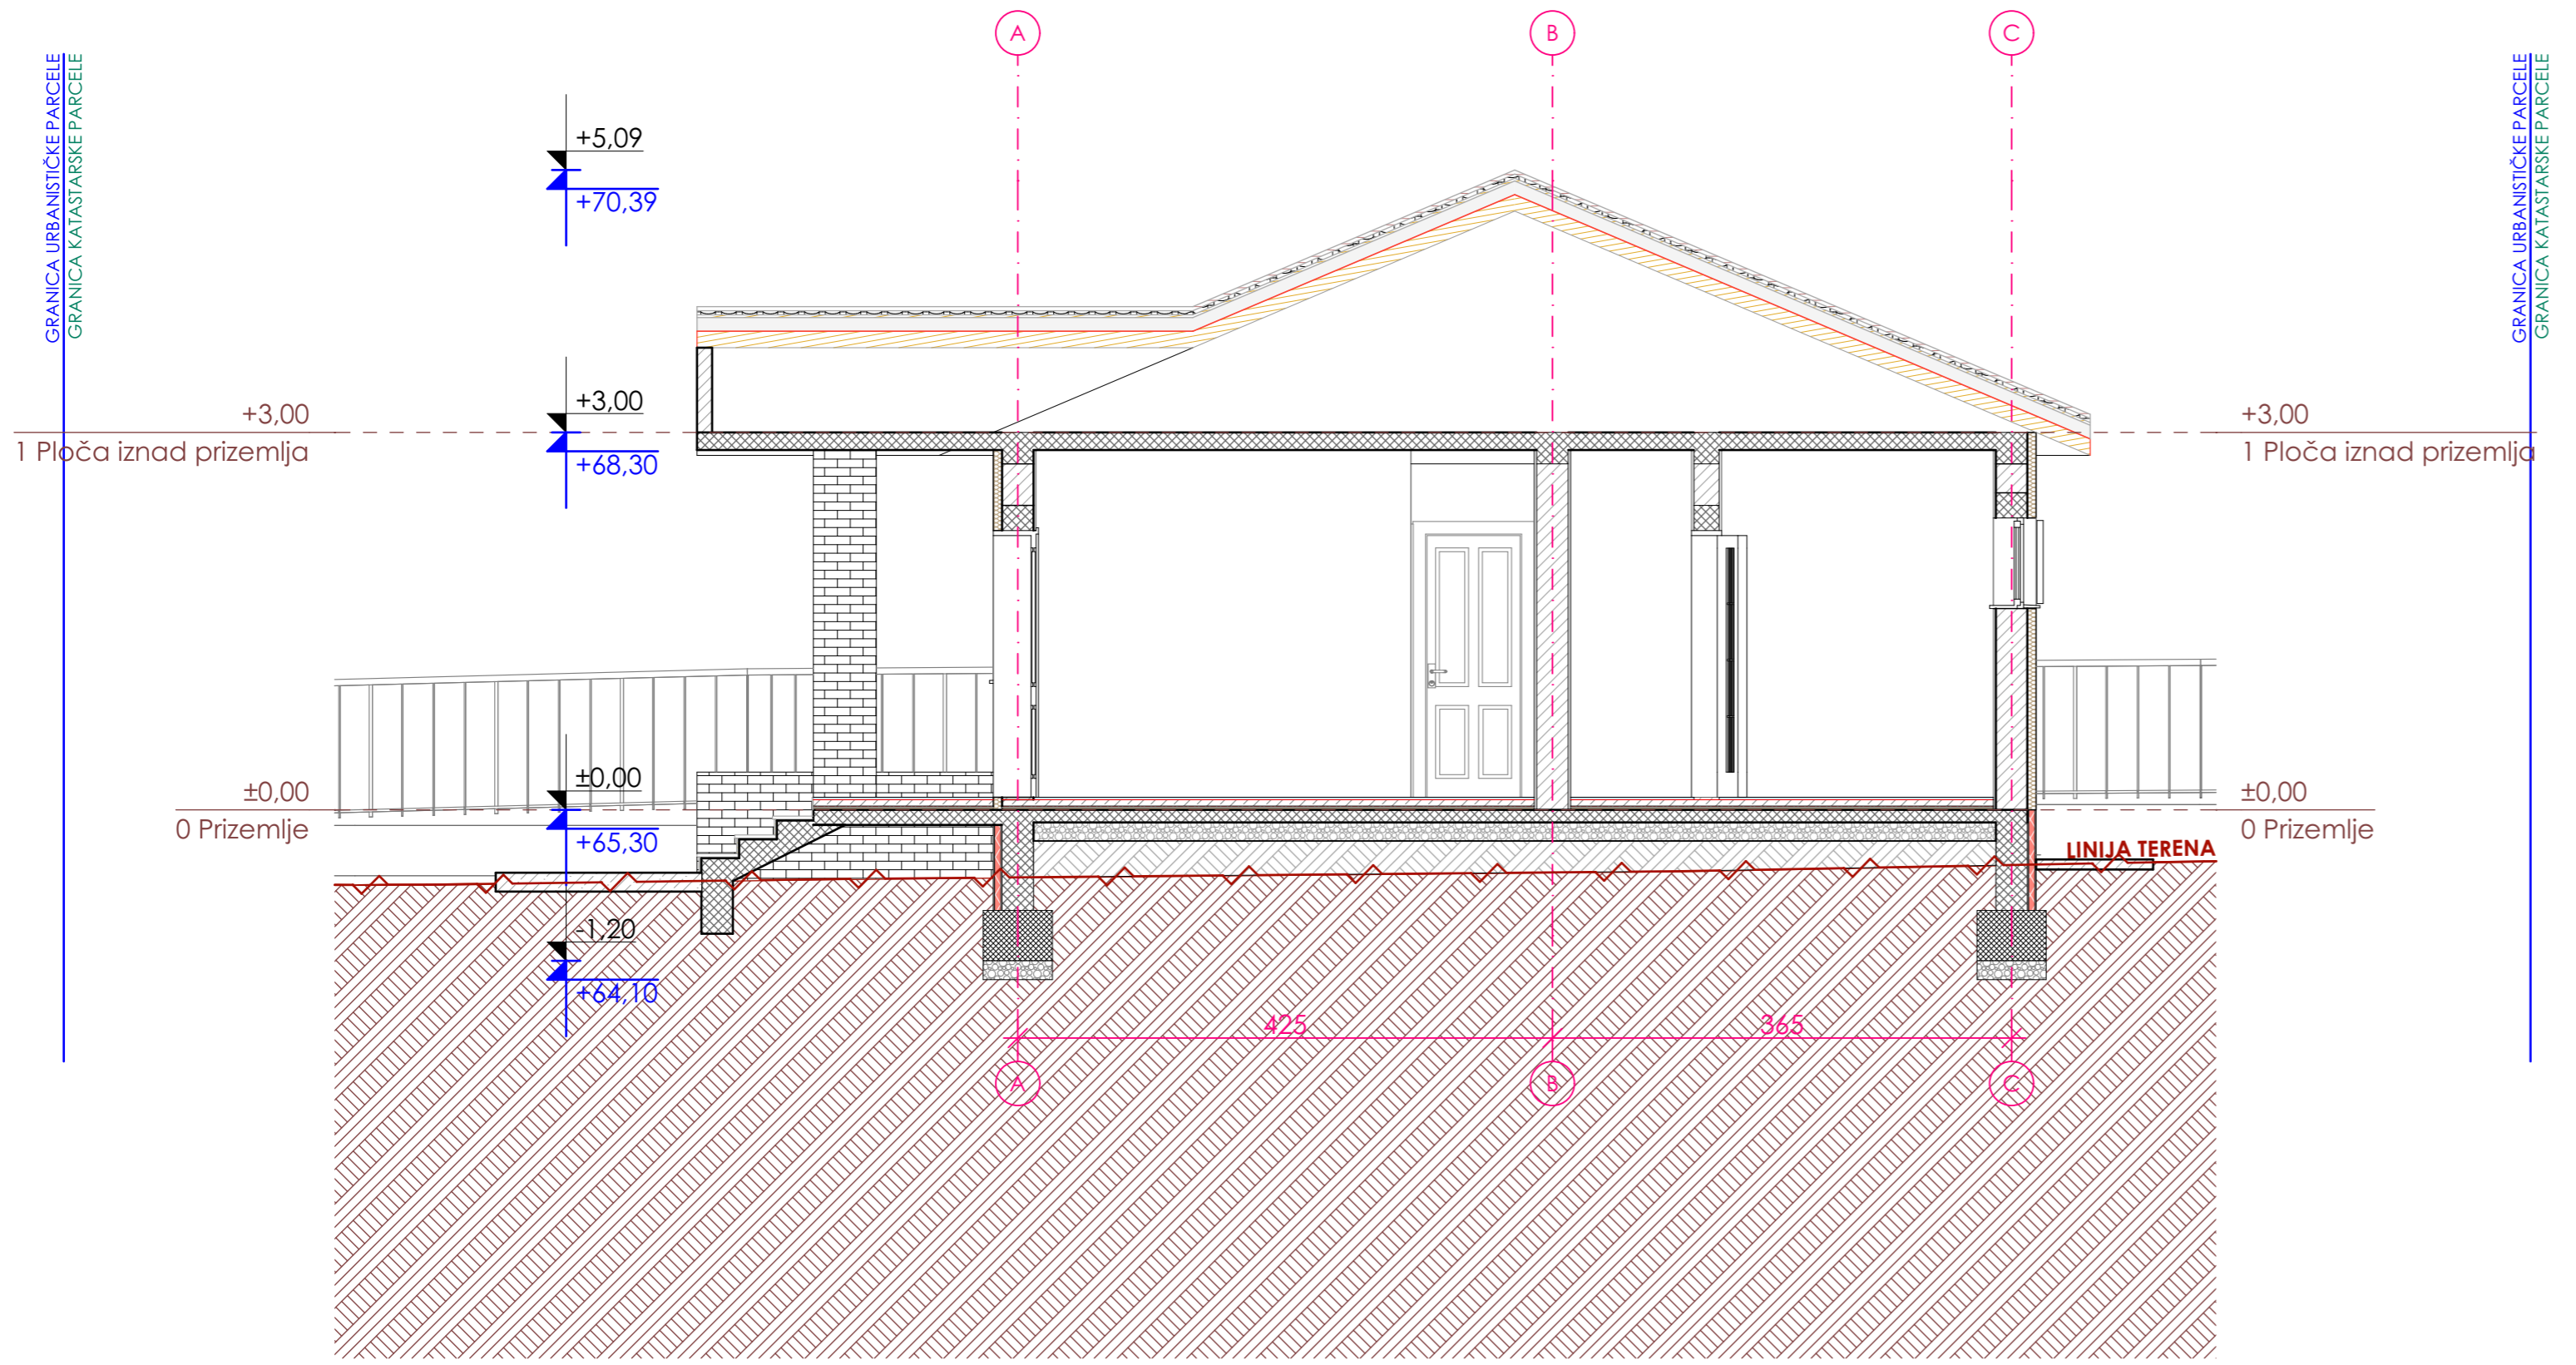 A
B
C
GRANICA URBANISTIČKE PARCELE
GRANICA KATASTARSKE PARCELE
GRANICA URBANISTIČKE PARCELE
GRANICA KATASTARSKE PARCELE
+5,09
+70,39
+3,00
1 Ploča iznad prizemlja
+3,00
+68,30
+3,00
1 Ploča iznad prizemlja
±0,00
0 Prizemlje
±0,00
+65,30
±0,00
0 Prizemlje
LINIJA TERENA
-1,20
+64,10
425
365
A
B
C